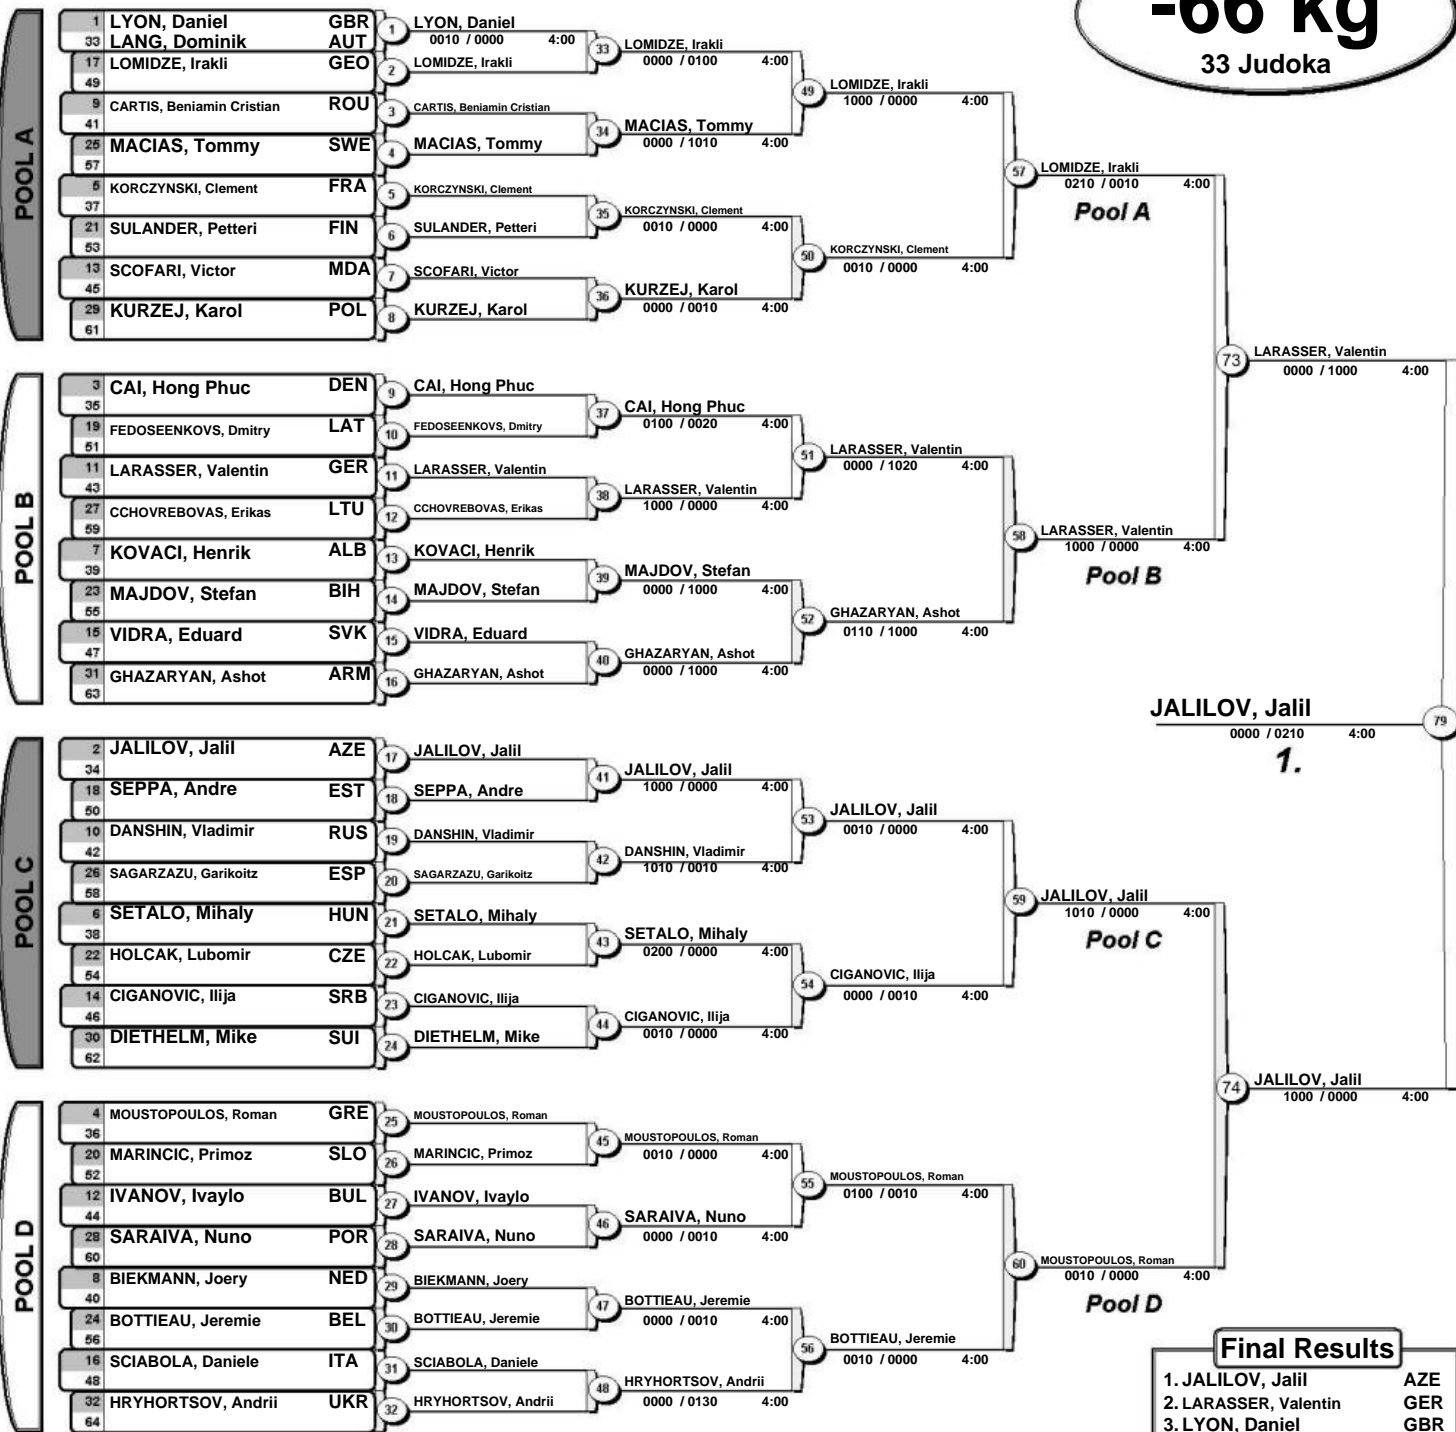 -66 kg
33 Judoka
POOL A
1 LYON, Daniel GBR
33 LANG, Dominik AUT
17 LOMIDZE, Irakli GEO
49
9 CARTIS, Beniamin Cristian ROU
41
25 MACIAS, Tommy SWE
57
5 KORCZYNSKI, Clement FRA
37
21 SULANDER, Petteri FIN
53
13 SCOFARI, Victor MDA
45
29 KURZEJ, Karol POL
61
1 LYON, Daniel
0010 / 0000 4:00
2 LOMIDZE, Irakli
3 CARTIS, Beniamin Cristian
4 MACIAS, Tommy
5 KORCZYNSKI, Clement
6 SULANDER, Petteri
7 SCOFARI, Victor
8 KURZEJ, Karol
33 LOMIDZE, Irakli
0000 / 0100 4:00
34 MACIAS, Tommy
0000 / 1010 4:00
35 KORCZYNSKI, Clement
0010 / 0000 4:00
36 KURZEJ, Karol
0000 / 0010 4:00
49 LOMIDZE, Irakli
1000 / 0000 4:00
50 KORCZYNSKI, Clement
0010 / 0000 4:00
57 LOMIDZE, Irakli
0210 / 0010 4:00
Pool A
POOL B
3 CAI, Hong Phuc DEN
35
19 FEDOSEENKOVS, Dmitry LAT
51
11 LARASSER, Valentin GER
43
27 CCHOVREBOVAS, Erikas LTU
59
7 KOVACI, Henrik ALB
39
23 MAJDOV, Stefan BIH
55
15 VIDRA, Eduard SVK
47
31 GHAZARYAN, Ashot ARM
63
9 CAI, Hong Phuc
10 FEDOSEENKOVS, Dmitry
11 LARASSER, Valentin
12 CCHOVREBOVAS, Erikas
13 KOVACI, Henrik
14 MAJDOV, Stefan
15 VIDRA, Eduard
16 GHAZARYAN, Ashot
37 CAI, Hong Phuc
0100 / 0020 4:00
38 LARASSER, Valentin
1000 / 0000 4:00
39 MAJDOV, Stefan
0000 / 1000 4:00
40 GHAZARYAN, Ashot
0000 / 1000 4:00
51 LARASSER, Valentin
0000 / 1020 4:00
52 GHAZARYAN, Ashot
0110 / 1000 4:00
58 LARASSER, Valentin
1000 / 0000 4:00
Pool B
73 LARASSER, Valentin
0000 / 1000 4:00
JALILOV, Jalil 79
0000 / 0210 4:00
1.
POOL C
2 JALILOV, Jalil AZE
34
18 SEPPA, Andre EST
50
10 DANSHIN, Vladimir RUS
42
26 SAGARZAZU, Garikoitz ESP
58
6 SETALO, Mihaly HUN
38
22 HOLCAK, Lubomir CZE
54
14 CIGANOVIC, Ilija SRB
46
30 DIETHELM, Mike SUI
62
17 JALILOV, Jalil
18 SEPPA, Andre
19 DANSHIN, Vladimir
20 SAGARZAZU, Garikoitz
21 SETALO, Mihaly
22 HOLCAK, Lubomir
23 CIGANOVIC, Ilija
24 DIETHELM, Mike
41 JALILOV, Jalil
1000 / 0000 4:00
42 DANSHIN, Vladimir
1010 / 0010 4:00
43 SETALO, Mihaly
0200 / 0000 4:00
44 CIGANOVIC, Ilija
0010 / 0000 4:00
53 JALILOV, Jalil
0010 / 0000 4:00
54 CIGANOVIC, Ilija
0000 / 0010 4:00
59 JALILOV, Jalil
1010 / 0000 4:00
Pool C
74 JALILOV, Jalil
1000 / 0000 4:00
POOL D
4 MOUSTOPOULOS, Roman GRE
36
20 MARINCIC, Primoz SLO
52
12 IVANOV, Ivaylo BUL
44
28 SARAIVA, Nuno POR
60
8 BIEKMANN, Joery NED
40
24 BOTTIEAU, Jeremie BEL
56
16 SCIABOLA, Daniele ITA
48
32 HRYHORTSOV, Andrii UKR
64
25 MOUSTOPOULOS, Roman
26 MARINCIC, Primoz
27 IVANOV, Ivaylo
28 SARAIVA, Nuno
29 BIEKMANN, Joery
30 BOTTIEAU, Jeremie
31 SCIABOLA, Daniele
32 HRYHORTSOV, Andrii
45 MOUSTOPOULOS, Roman
0010 / 0000 4:00
46 SARAIVA, Nuno
0000 / 0010 4:00
47 BOTTIEAU, Jeremie
0000 / 0010 4:00
48 HRYHORTSOV, Andrii
0000 / 0130 4:00
55 MOUSTOPOULOS, Roman
0100 / 0010 4:00
56 BOTTIEAU, Jeremie
0010 / 0000 4:00
60 MOUSTOPOULOS, Roman
0010 / 0000 4:00
Pool D
Final Results
1. JALILOV, Jalil AZE
2. LARASSER, Valentin GER
3. LYON, Daniel GBR